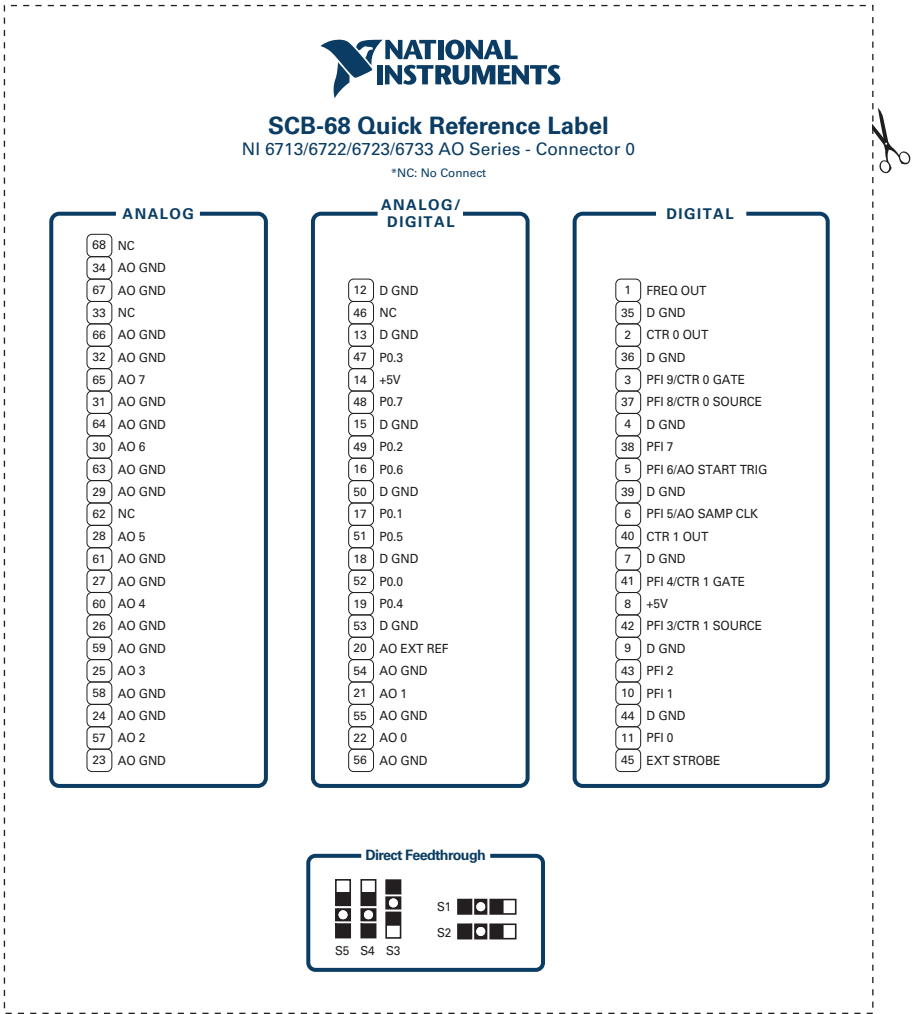 NATIONAL
INSTRUMENTS
SCB-68 Quick Reference Label
NI 6713/6722/6723/6733 AO Series - Connector 0
*NC: No Connect
ANALOG
68 NC
34 AO GND
67 AO GND
33 NC
66 AO GND
32 AO GND
65 AO 7
31 AO GND
64 AO GND
30 AO 6
63 AO GND
29 AO GND
62 NC
28 AO 5
61 AO GND
27 AO GND
60 AO 4
26 AO GND
59 AO GND
25 AO 3
58 AO GND
24 AO GND
57 AO 2
23 AO GND
ANALOG/
DIGITAL
12 D GND
46 NC
13 D GND
47 P0.3
14 +5V
48 P0.7
15 D GND
49 P0.2
16 P0.6
50 D GND
17 P0.1
51 P0.5
18 D GND
52 P0.0
19 P0.4
53 D GND
20 AO EXT REF
54 AO GND
21 AO 1
55 AO GND
22 AO 0
56 AO GND
DIGITAL
1 FREQ OUT
35 D GND
2 CTR 0 OUT
36 D GND
3 PFI 9/CTR 0 GATE
37 PFI 8/CTR 0 SOURCE
4 D GND
38 PFI 7
5 PFI 6/AO START TRIG
39 D GND
6 PFI 5/AO SAMP CLK
40 CTR 1 OUT
7 D GND
41 PFI 4/CTR 1 GATE
8 +5V
42 PFI 3/CTR 1 SOURCE
9 D GND
43 PFI 2
10 PFI 1
44 D GND
11 PFI 0
45 EXT STROBE
Direct Feedthrough
S5 S4 S3
S1
S2